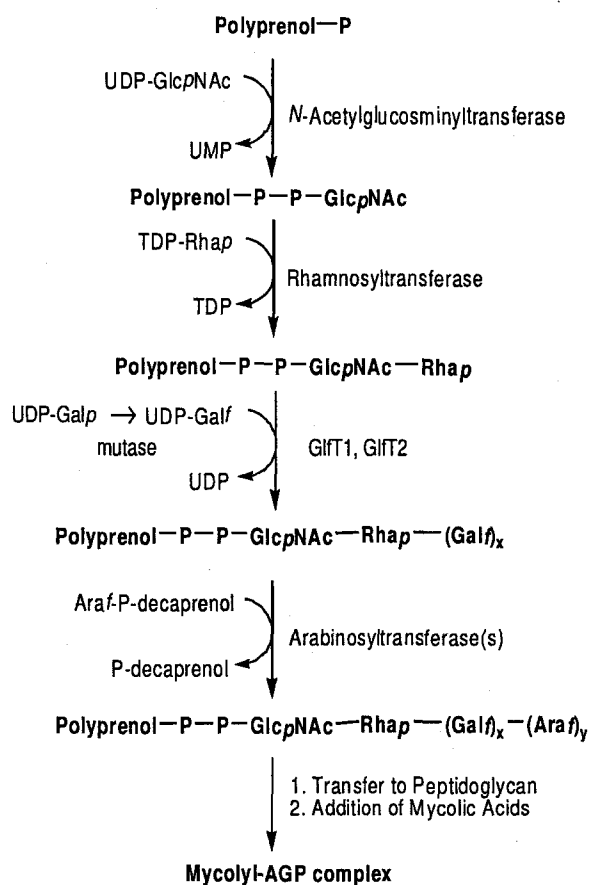 Polyprenol—P
UDP-GlcpNAc
N-Acetylglucosminyltransferase
UMP
Polyprenol—P—P—GlcpNAc
TDP-Rhap
Rhamnosyltransferase
TDP
Polyprenol—P—P—GlcpNAc—Rhap
UDP-Galp → UDP-Galf
mutase
GlfT1, GlfT2
UDP
Polyprenol—P—P—GlcpNAc—Rhap—(Galf)x
Araf-P-decaprenol
Arabinosyltransferase(s)
P-decaprenol
Polyprenol—P—P—GlcpNAc—Rhap—(Galf)x—(Araf)y
1. Transfer to Peptidoglycan
2. Addition of Mycolic Acids
Mycolyl-AGP complex